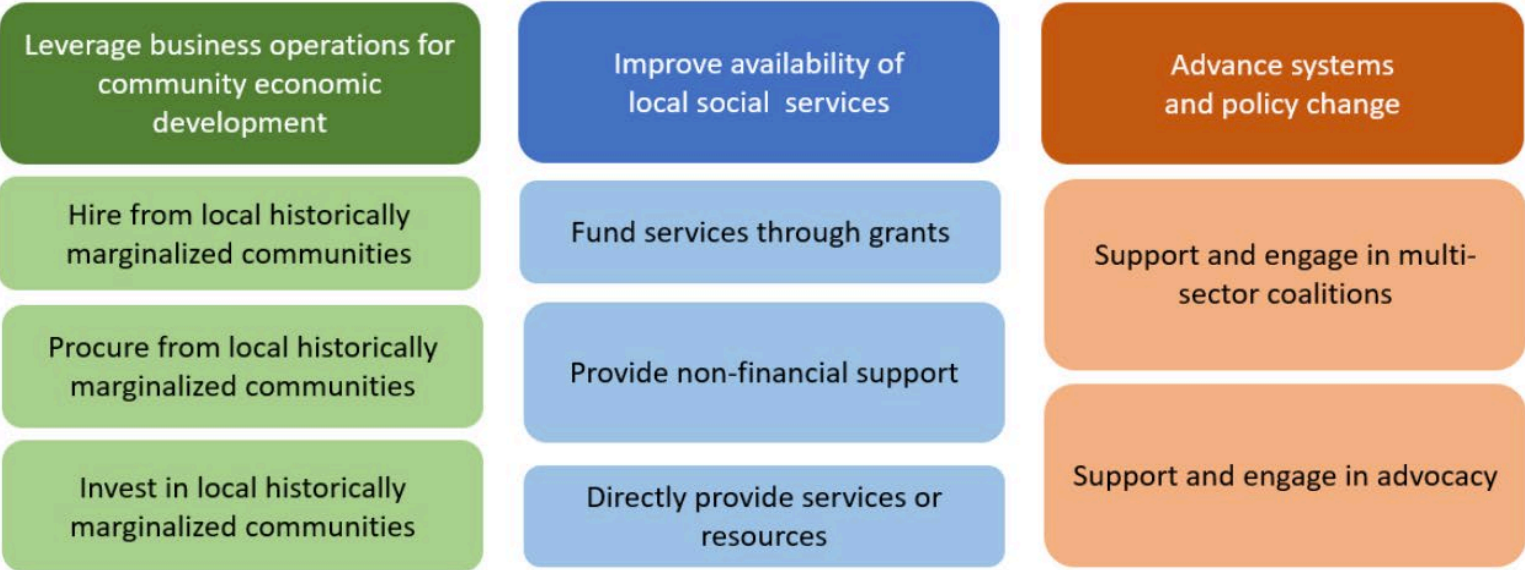 Leverage business operations for
community economic
development
Hire from local historically
marginalized communities
Procure from local historically
marginalized communities
Invest in local historically
marginalized communities
Improve availability of
local social services
Fund services through grants
Provide non-financial support
Directly provide services or
resources
Advance systems
and policy change
Support and engage in multi-
sector coalitions
Support and engage in advocacy